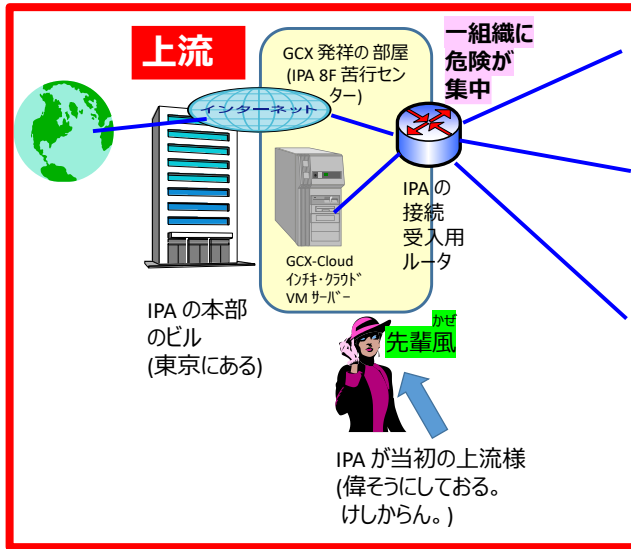 上流
GCX 発祥の部屋
(IPA 8F 苦行セン
ター)
一組織に
危険が
集中
インターネット
IPA の
接続
受入用
ルータ
GCX-Cloud
インチキ・クラウド
VM サーバー
IPA の本部
のビル
(東京にある)
かぜ
先輩風
IPA が当初の上流様
(偉そうにしておる。
けしからん。)